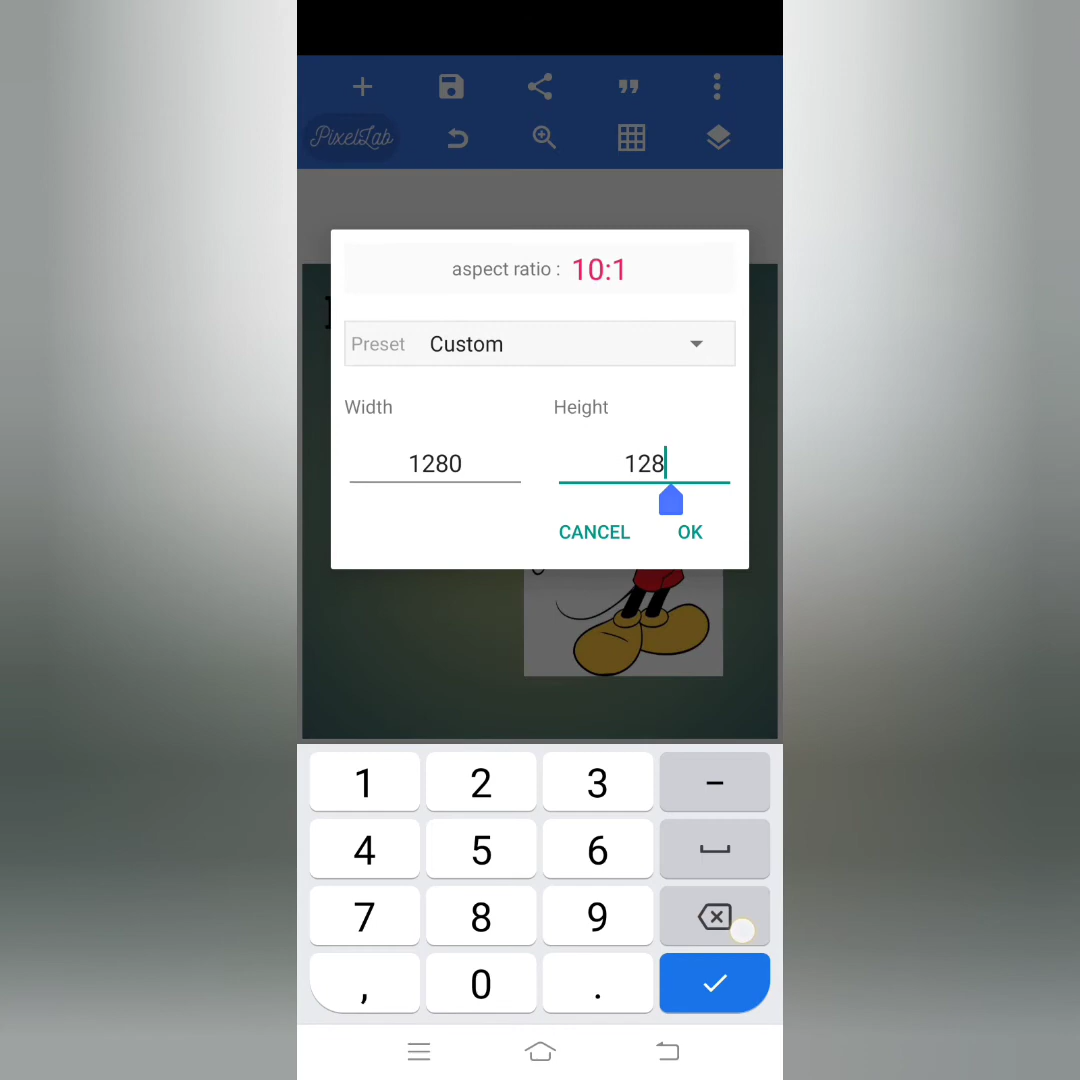 PixelLab
aspect ratio : 10:1
Preset Custom
Width Height
1280 128
CANCEL OK
1 2 3 -
4 5 6
7 8 9
, 0 .